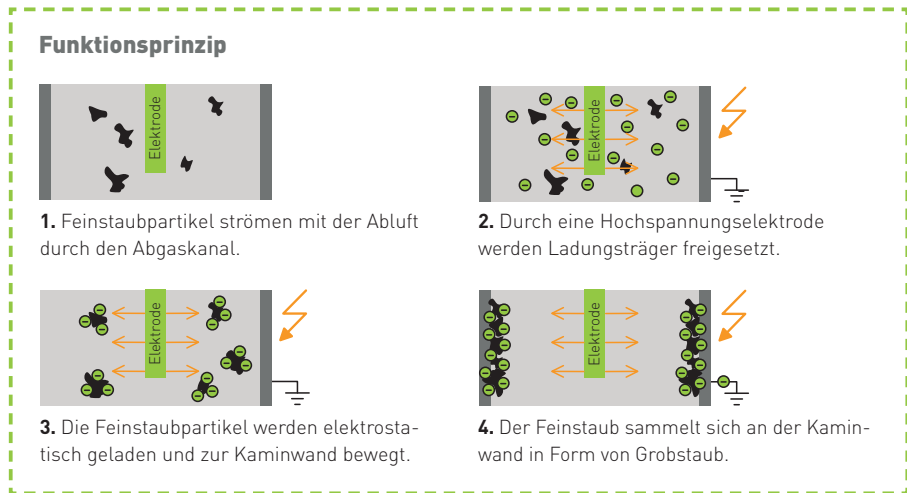 Funktionsprinzip
Elektrode
1. Feinstaubpartikel strömen mit der Abluft
durch den Abgaskanal.
Elektrode
2. Durch eine Hochspannungselektrode
werden Ladungsträger freigesetzt.
Elektrode
3. Die Feinstaubpartikel werden elektrosta-
tisch geladen und zur Kaminwand bewegt.
Elektrode
4. Der Feinstaub sammelt sich an der Kamin-
wand in Form von Grobstaub.